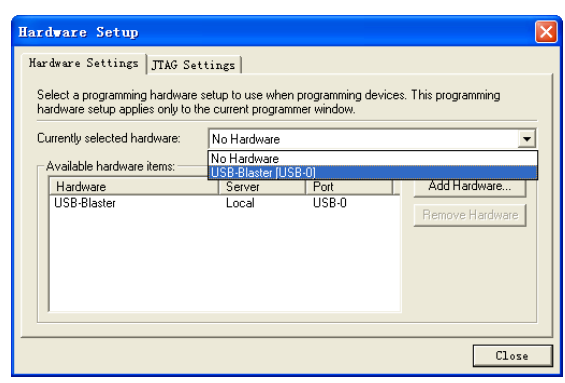 Hardware Setup
Hardware Settings JTAG Settings
Select a programming hardware setup to use when programming devices. This programming
hardware setup applies only to the current programmer window.
Currently selected hardware: No Hardware
No Hardware
USB-Blaster [USB-0]
Available hardware items:
Hardware Server Port
USB-Blaster Local USB-0
Add Hardware...
Remove Hardware
Close